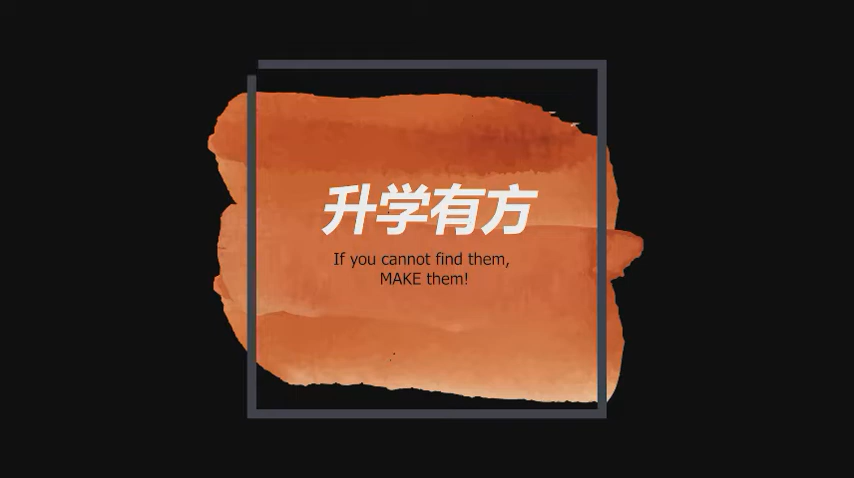 升学有方
If you cannot find them,
MAKE them!